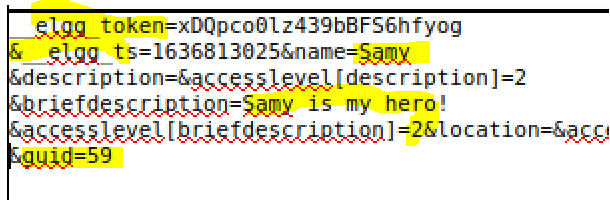 __elgg_token=xDQpco0lz439bBFS6hfyog
&__elgg_ts=1636813025&name=Samy
&description=&accesslevel[description]=2
&briefdescription=Samy is my hero!
&accesslevel[briefdescription]=2&location=&acc
&guid=59